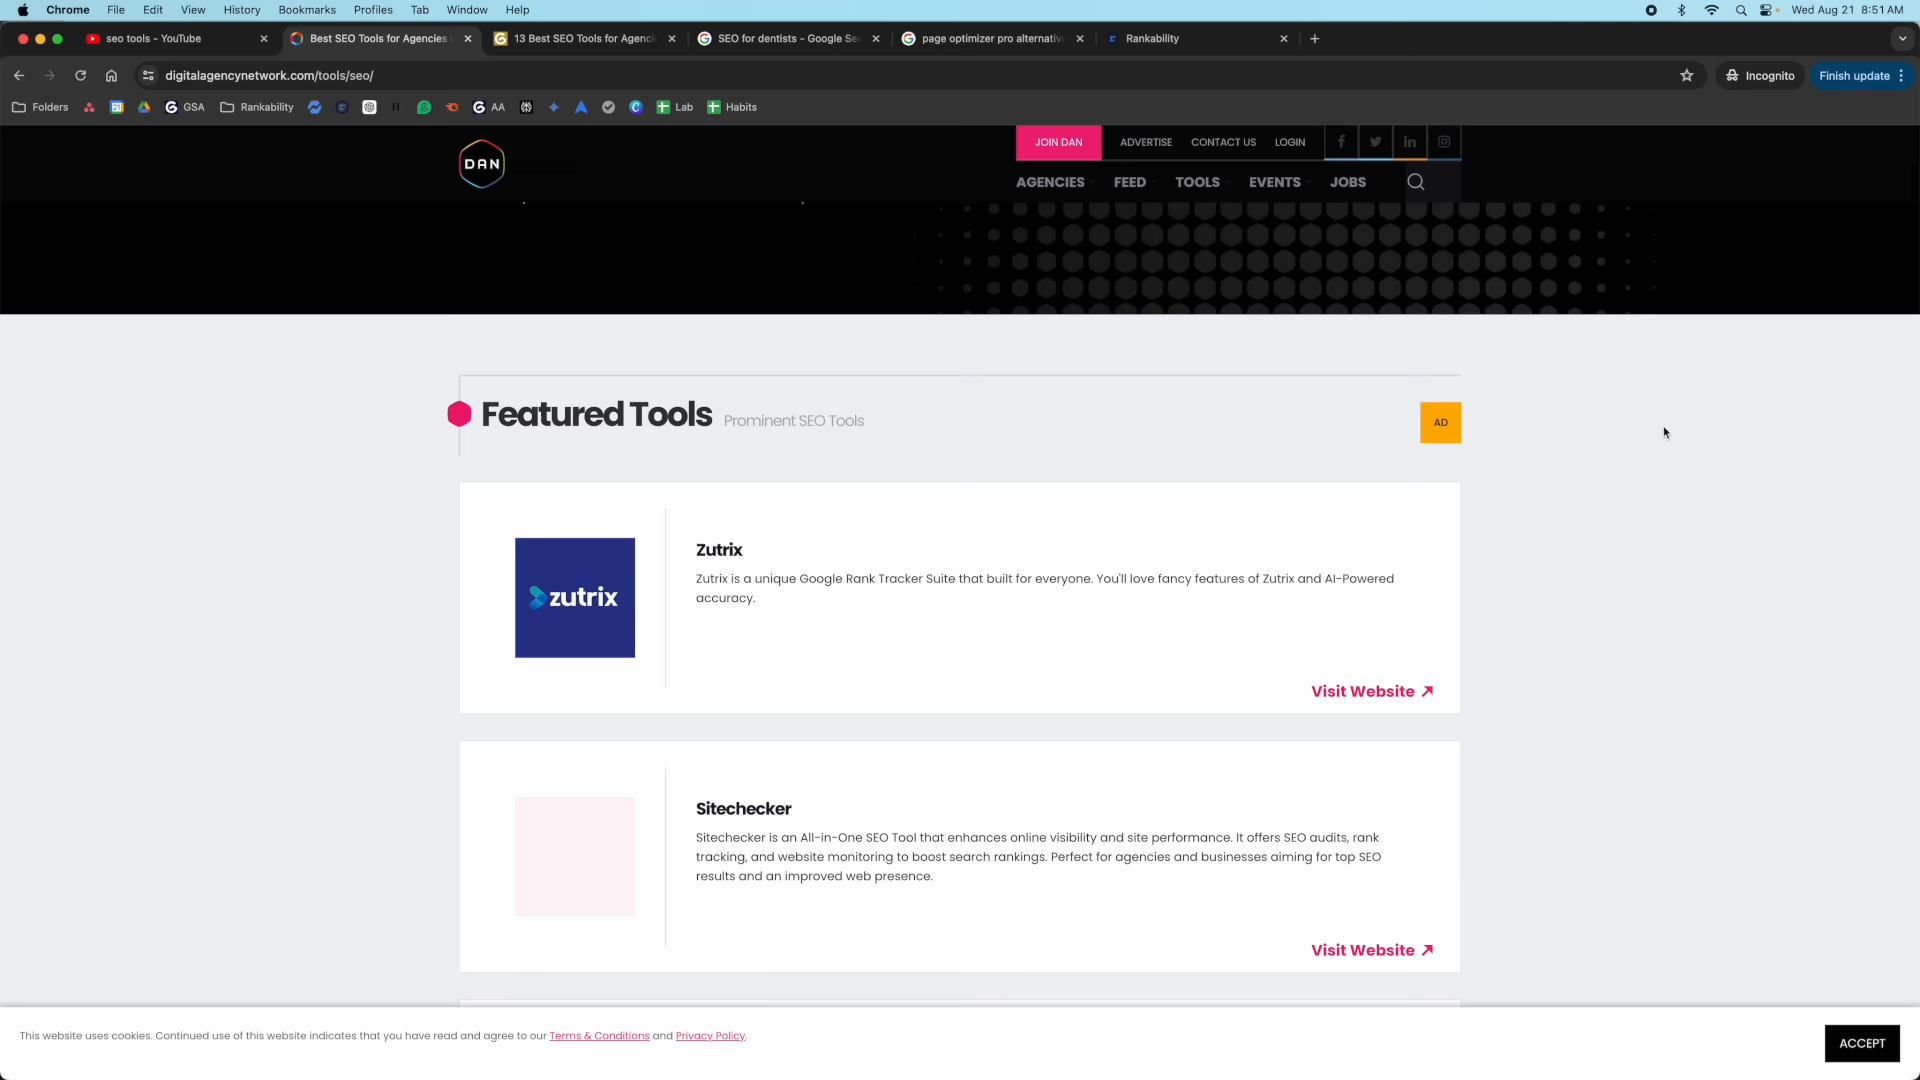 Chrome File Edit View History Bookmarks Profiles Tab Window Help Wed Aug 21 8:51 AM
seo tools - YouTube Best SEO Tools for Agencies 13 Best SEO Tools for Agenci SEO for dentists - Google Se page optimizer pro alternativ Rankability
digitalagencynetwork.com/tools/seo/ Incognito Finish update
Folders 21 GSA Rankability H AA Lab Habits
DAN
JOIN DAN ADVERTISE CONTACT US LOGIN
AGENCIES FEED TOOLS EVENTS JOBS
Featured Tools Prominent SEO Tools
AD
zutrix
Zutrix
Zutrix is a unique Google Rank Tracker Suite that built for everyone. You'll love fancy features of Zutrix and AI-Powered
accuracy.
Visit Website
Sitechecker
Sitechecker is an All-in-One SEO Tool that enhances online visibility and site performance. It offers SEO audits, rank
tracking, and website monitoring to boost search rankings. Perfect for agencies and businesses aiming for top SEO
results and an improved web presence.
Visit Website
This website uses cookies. Continued use of this website indicates that you have read and agree to our Terms & Conditions and Privacy Policy.
ACCEPT